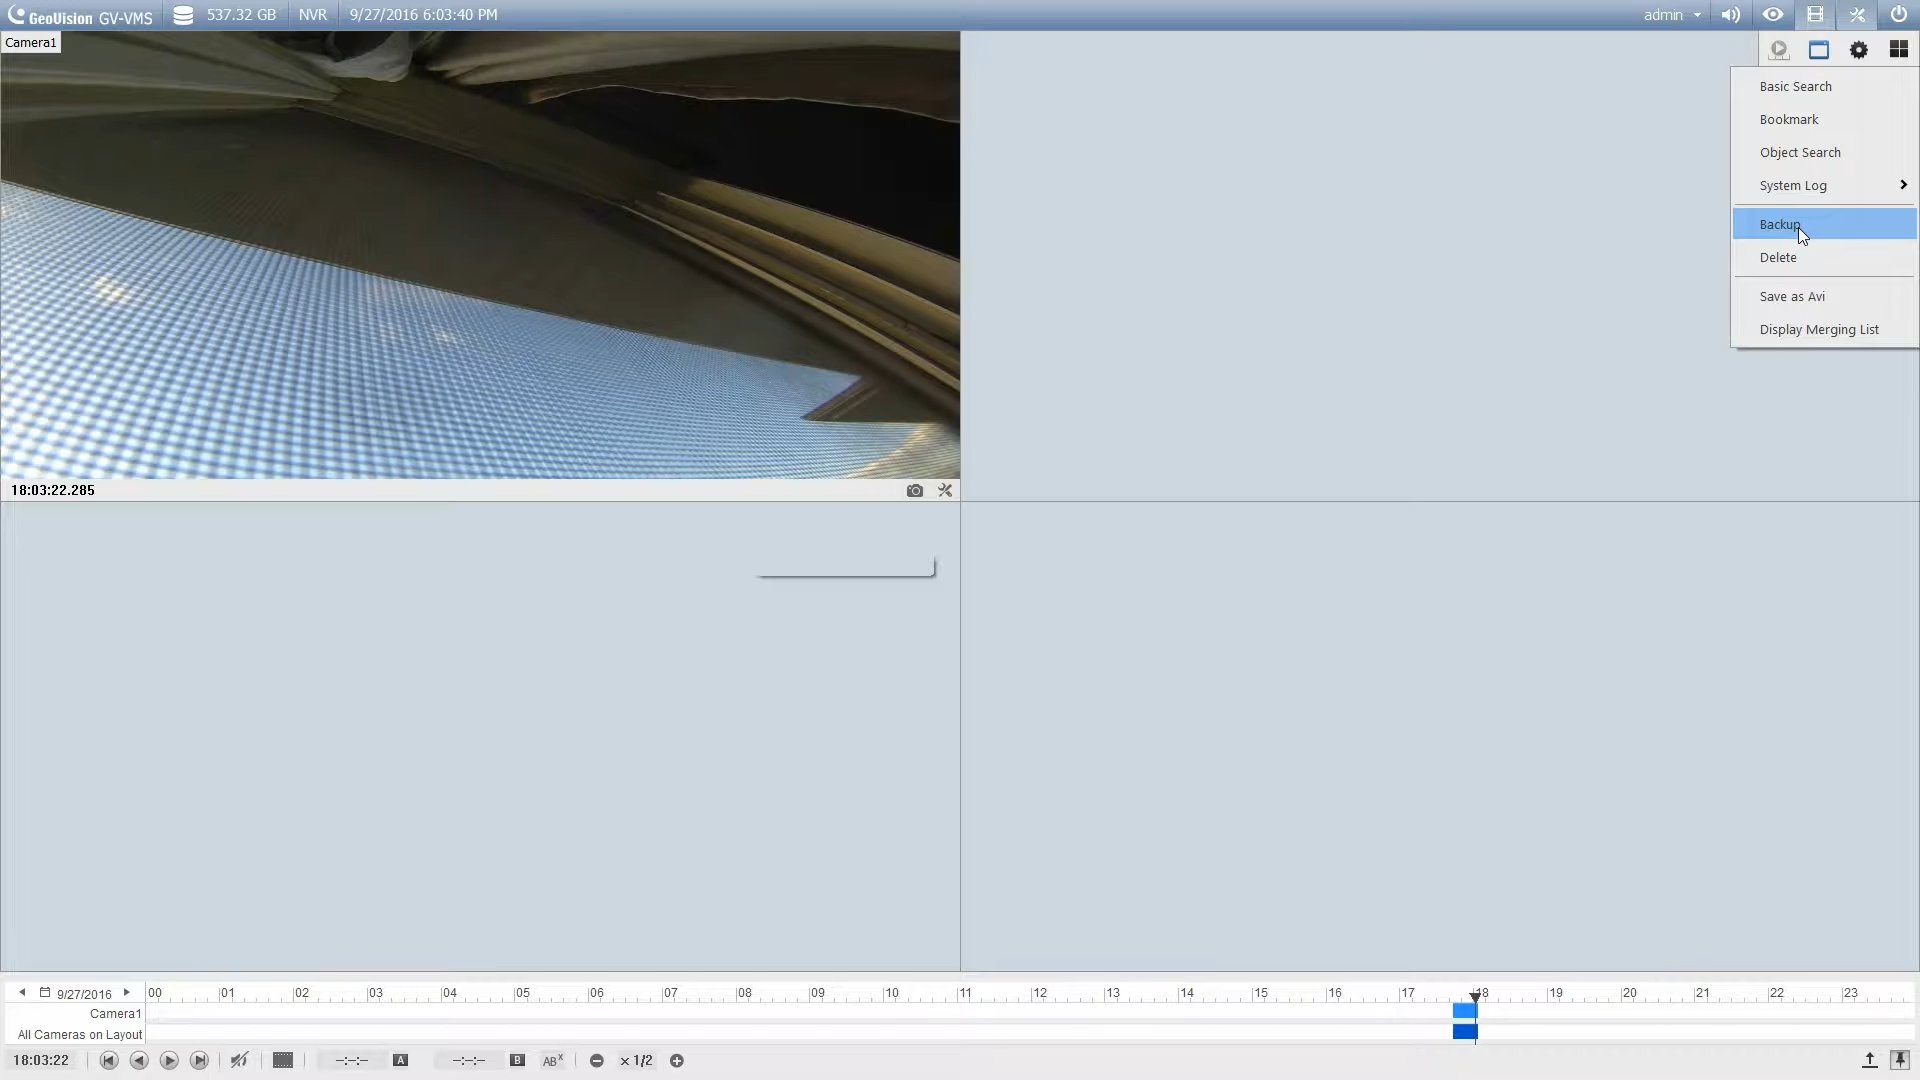 GeoVision GV-VMS 537.32 GB NVR 9/27/2016 6:03:40 PM admin
Camera1
Basic Search
Bookmark
Object Search
System Log
Backup
Delete
Save as Avi
Display Merging List
18:03:22.285
9/27/2016 00 01 02 03 04 05 06 07 08 09 10 11 12 13 14 15 16 17 18 19 20 21 22 23
Camera1
All Cameras on Layout
18:03:22 --:--:-- A --:--:-- B ABx x 1/2